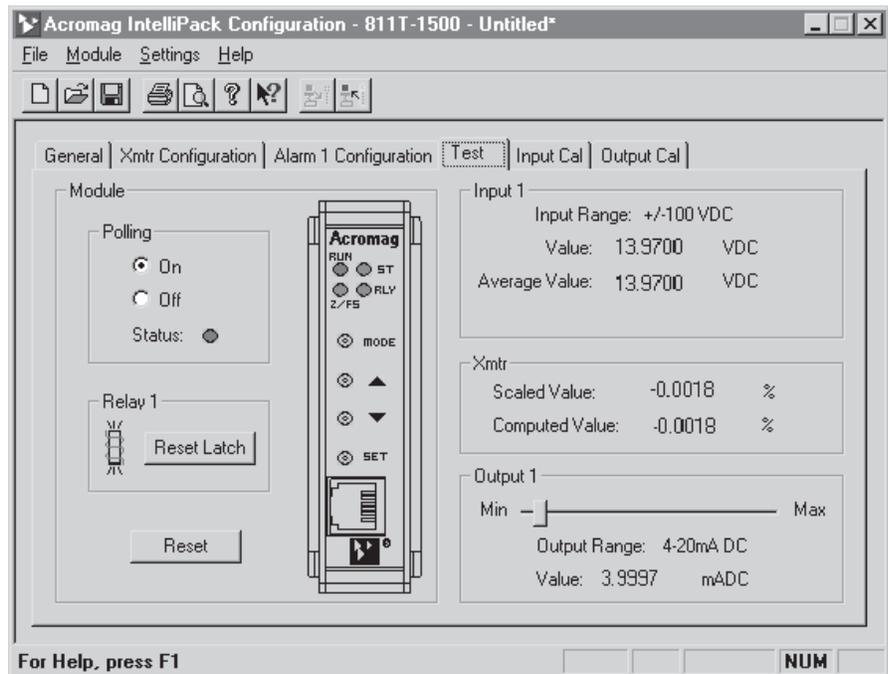 Acromag IntelliPack Configuration - 811T-1500 - Untitled*
File Module Settings Help
General
Xmtr Configuration
Alarm 1 Configuration
Test
Input Cal
Output Cal
Module
Polling
On
Off
Status:
Relay 1
Reset Latch
Reset
Acromag
RUN
ST
RLY
Z/FS
MODE
SET
Input 1
Input Range: +/-100 VDC
Value: 13.9700 VDC
Average Value: 13.9700 VDC
Xmtr
Scaled Value: -0.0018 %
Computed Value: -0.0018 %
Output 1
Min Max
Output Range: 4-20mA DC
Value: 3.9997 mADC
For Help, press F1
NUM